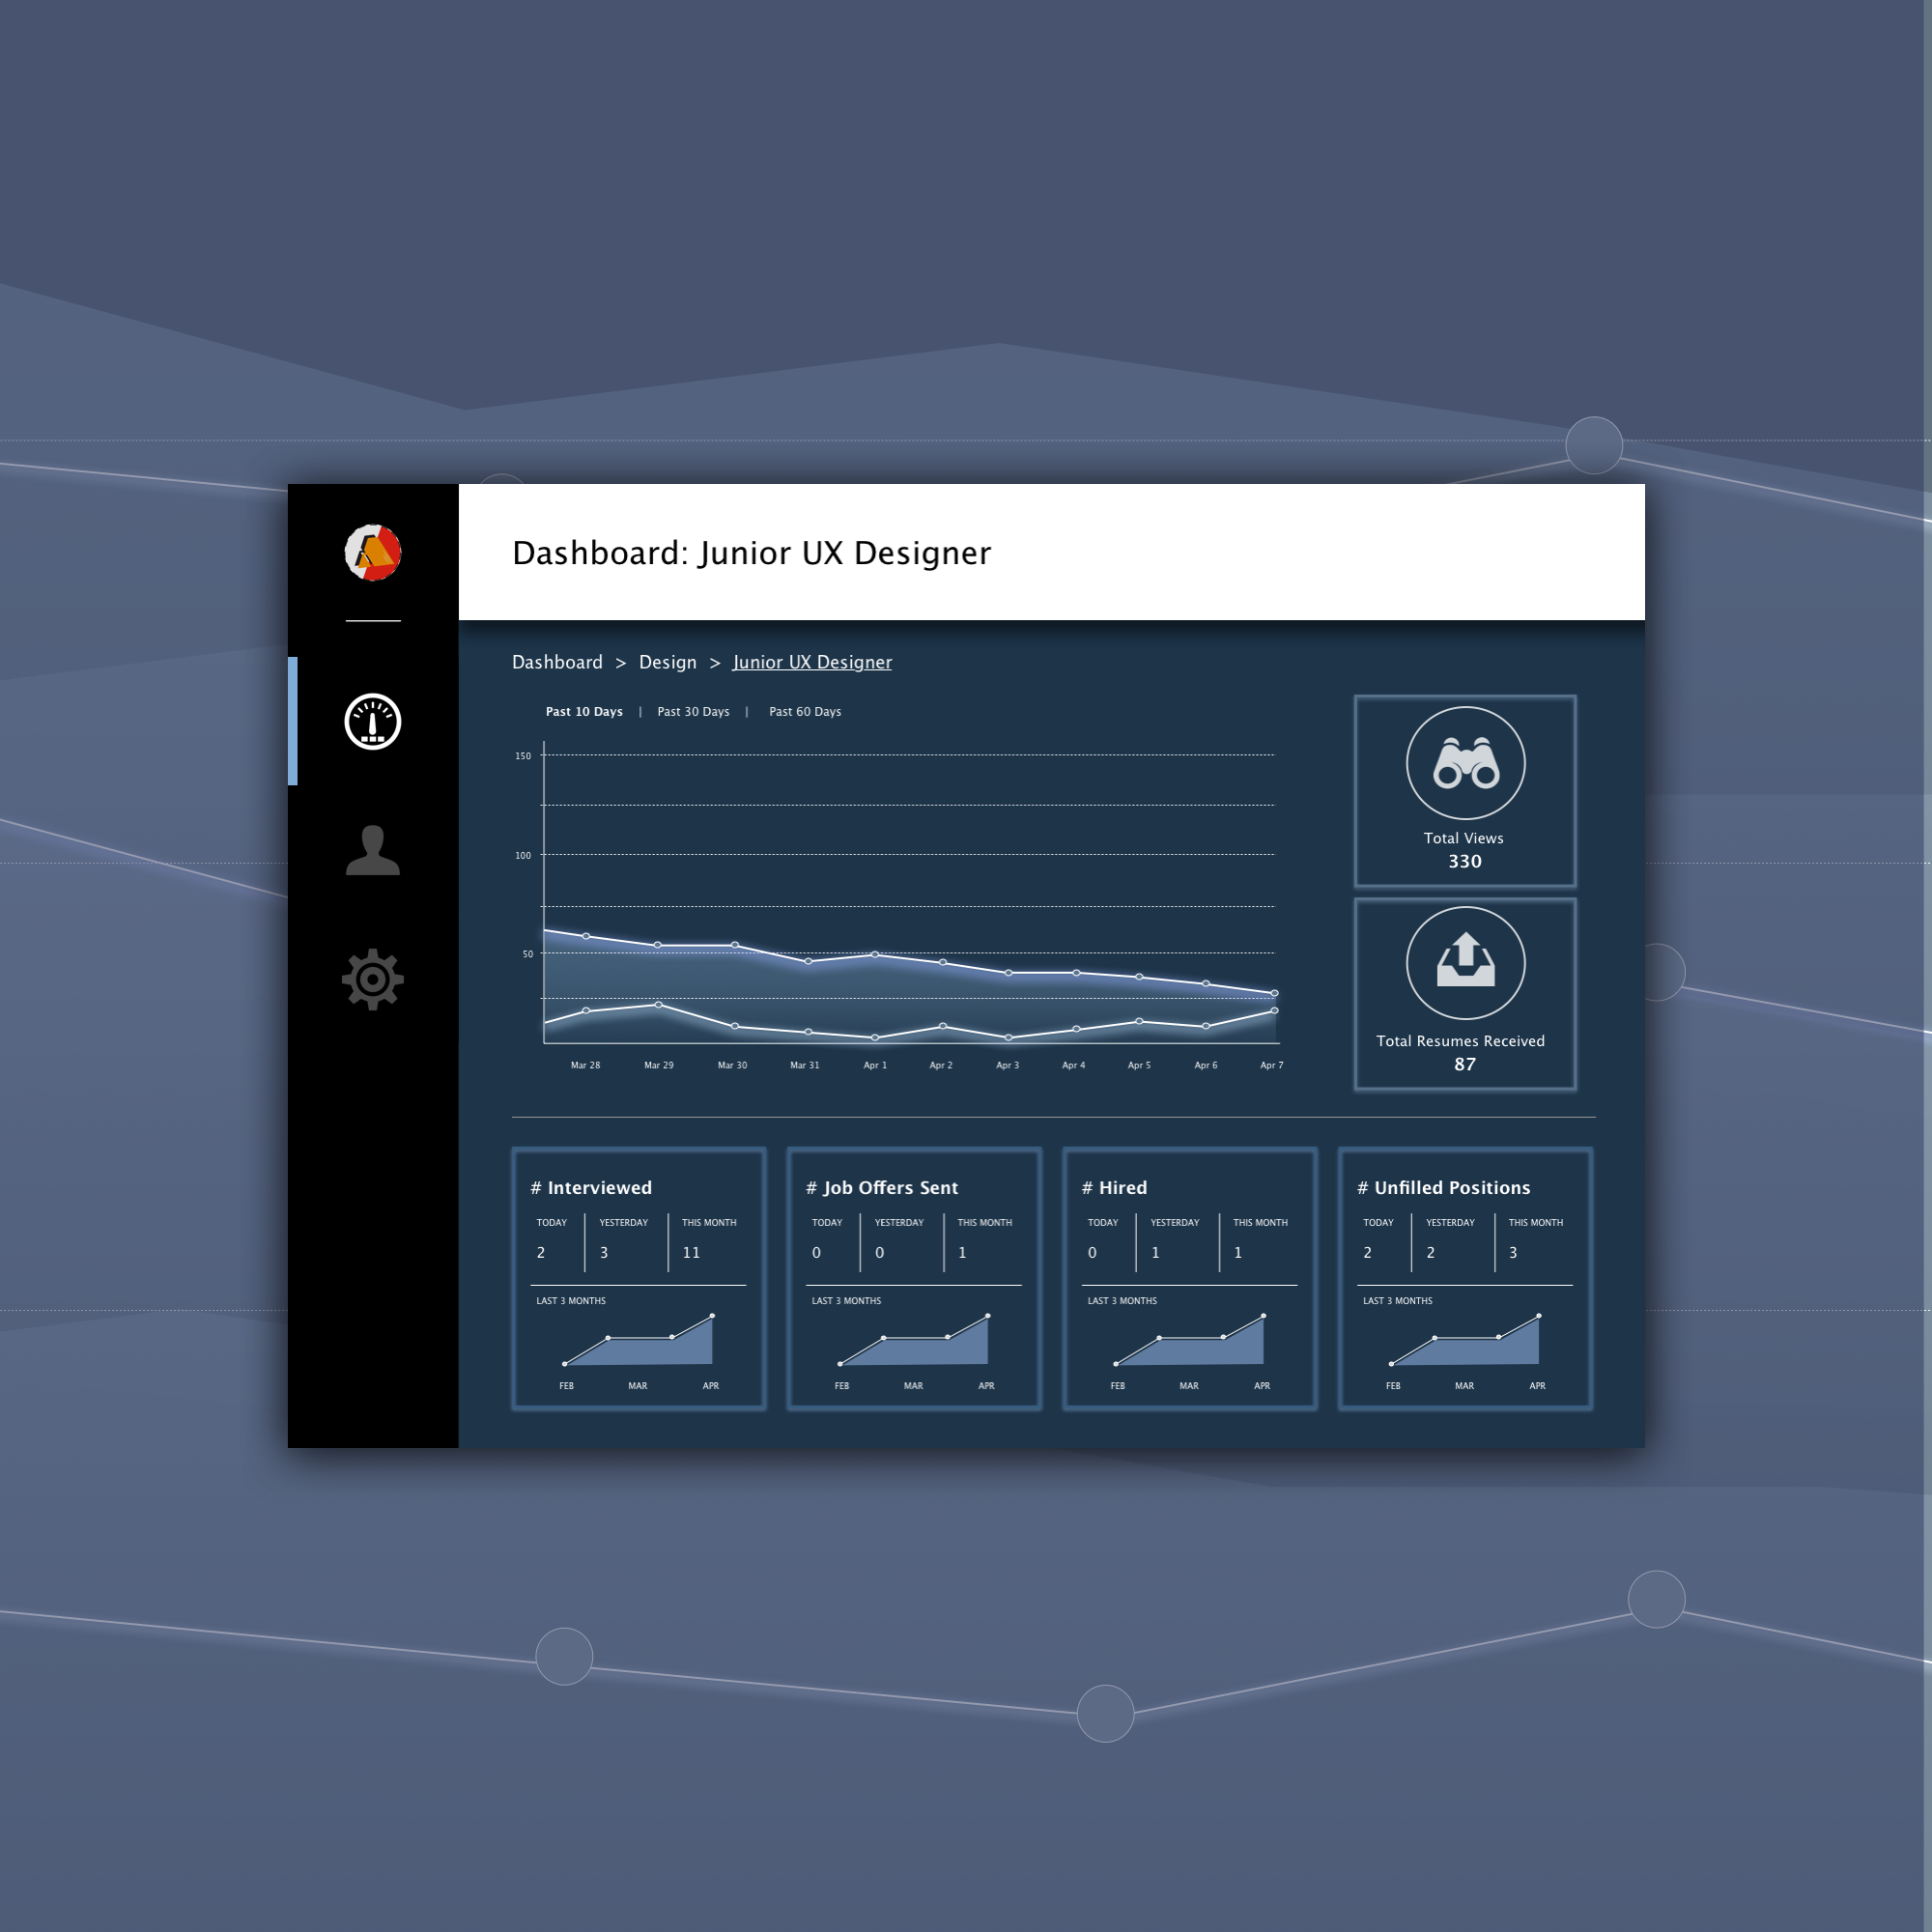 Dashboard: Junior UX Designer
Dashboard > Design > Junior UX Designer
Past 10 Days | Past 30 Days | Past 60 Days
150
100
50
Mar 28 Mar 29 Mar 30 Mar 31 Apr 1 Apr 2 Apr 3 Apr 4 Apr 5 Apr 6 Apr 7
Total Views
330
Total Resumes Received
87
# Interviewed
TODAY YESTERDAY THIS MONTH
2 3 11
LAST 3 MONTHS
FEB MAR APR
# Job Offers Sent
TODAY YESTERDAY THIS MONTH
0 0 1
LAST 3 MONTHS
FEB MAR APR
# Hired
TODAY YESTERDAY THIS MONTH
0 1 1
LAST 3 MONTHS
FEB MAR APR
# Unfilled Positions
TODAY YESTERDAY THIS MONTH
2 2 3
LAST 3 MONTHS
FEB MAR APR